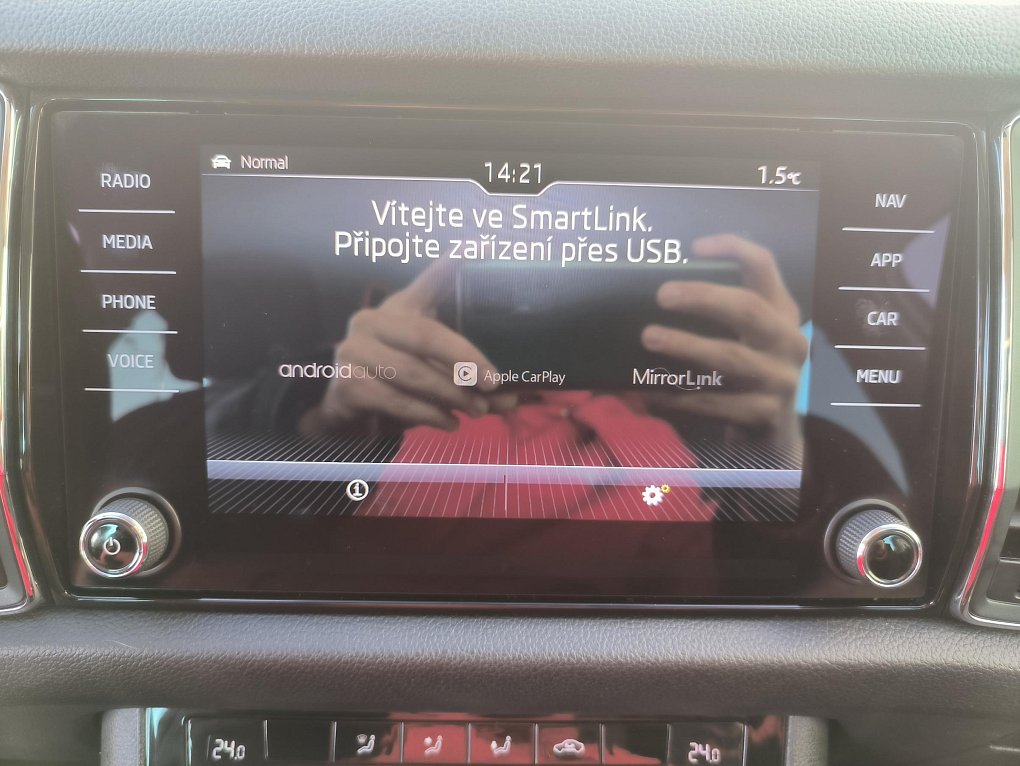 Normal 14:21 1,5°C
RADIO
MEDIA
PHONE
VOICE
Vítejte ve SmartLink.
Připojte zařízení přes USB.
androidauto Apple CarPlay MirrorLink
NAV
APP
CAR
MENU
24.0 24.0